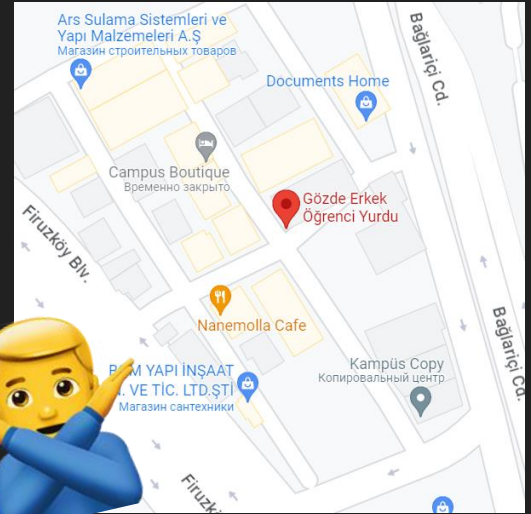 Ars Sulama Sistemleri ve
Yapı Malzemeleri A.Ş
Магазин строительных товаров
Bağlariçi Cd.
Documents Home
Campus Boutique
Временно закрыто
Gözde Erkek
Öğrenci Yurdu
Firuzköy Blv.
Nanemolla Cafe
Bağlariçi Cd.
YAPI İNŞAAT
VE TİC. LTD.ŞTİ
Магазин сантехники
Kampüs Copy
Копировальный центр